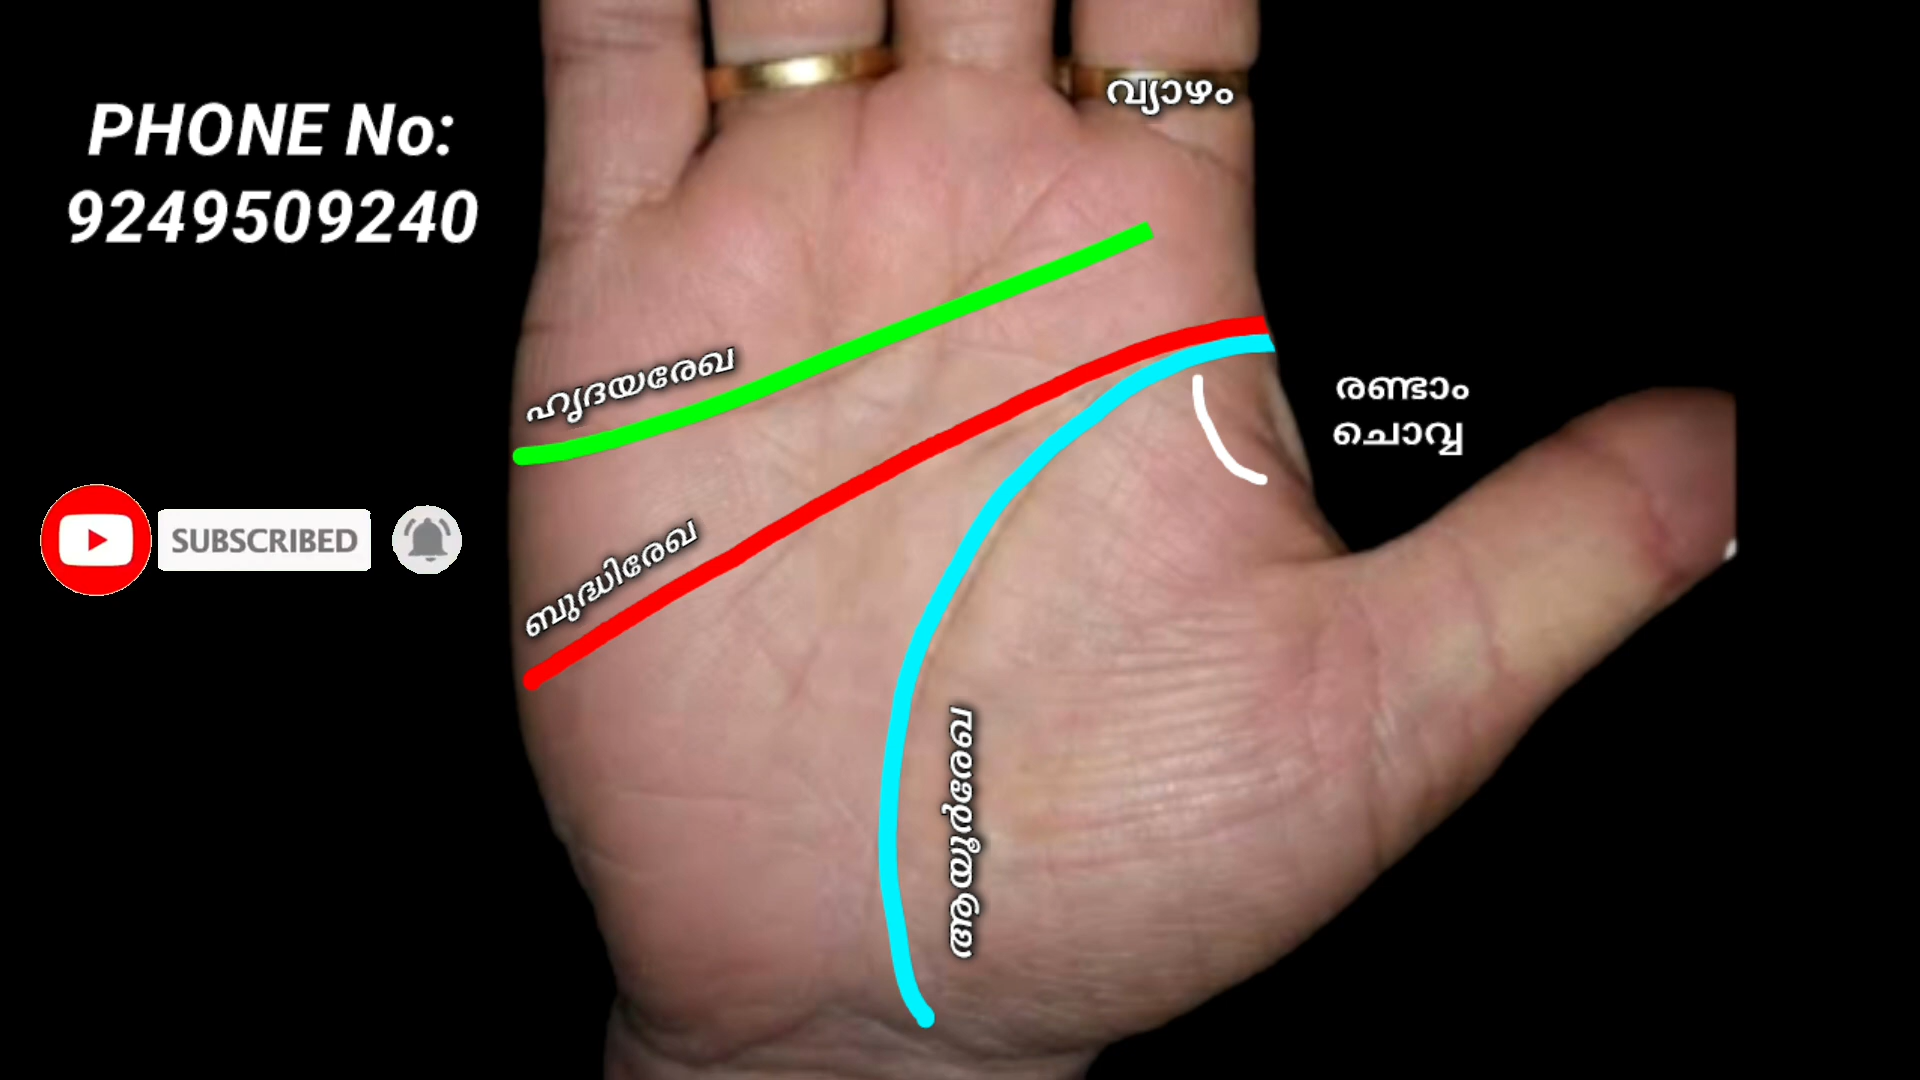 PHONE No:
9249509240
വ്യാഴം
ഹൃദയരേഖ
രണ്ടാം
ചൊവ്വ
SUBSCRIBED
ബുദ്ധിരേഖ
ആയുർരേഖ